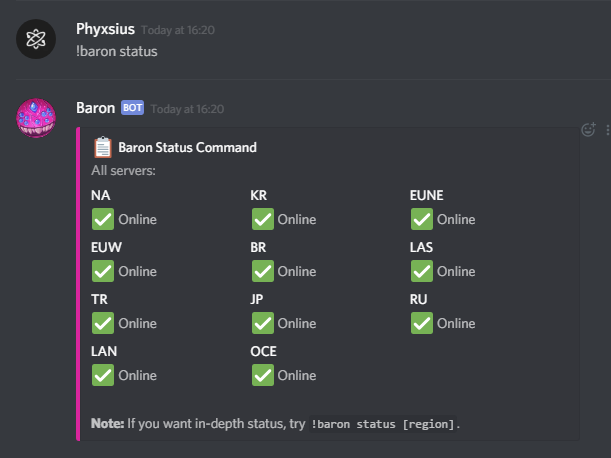 Phyxsius Today at 16:20
!baron status
Baron BOT Today at 16:20
Baron Status Command
All servers:
NA KR EUNE
Online Online Online
EUW BR LAS
Online Online Online
TR JP RU
Online Online Online
LAN OCE
Online Online
Note: If you want in-depth status, try !baron status [region].